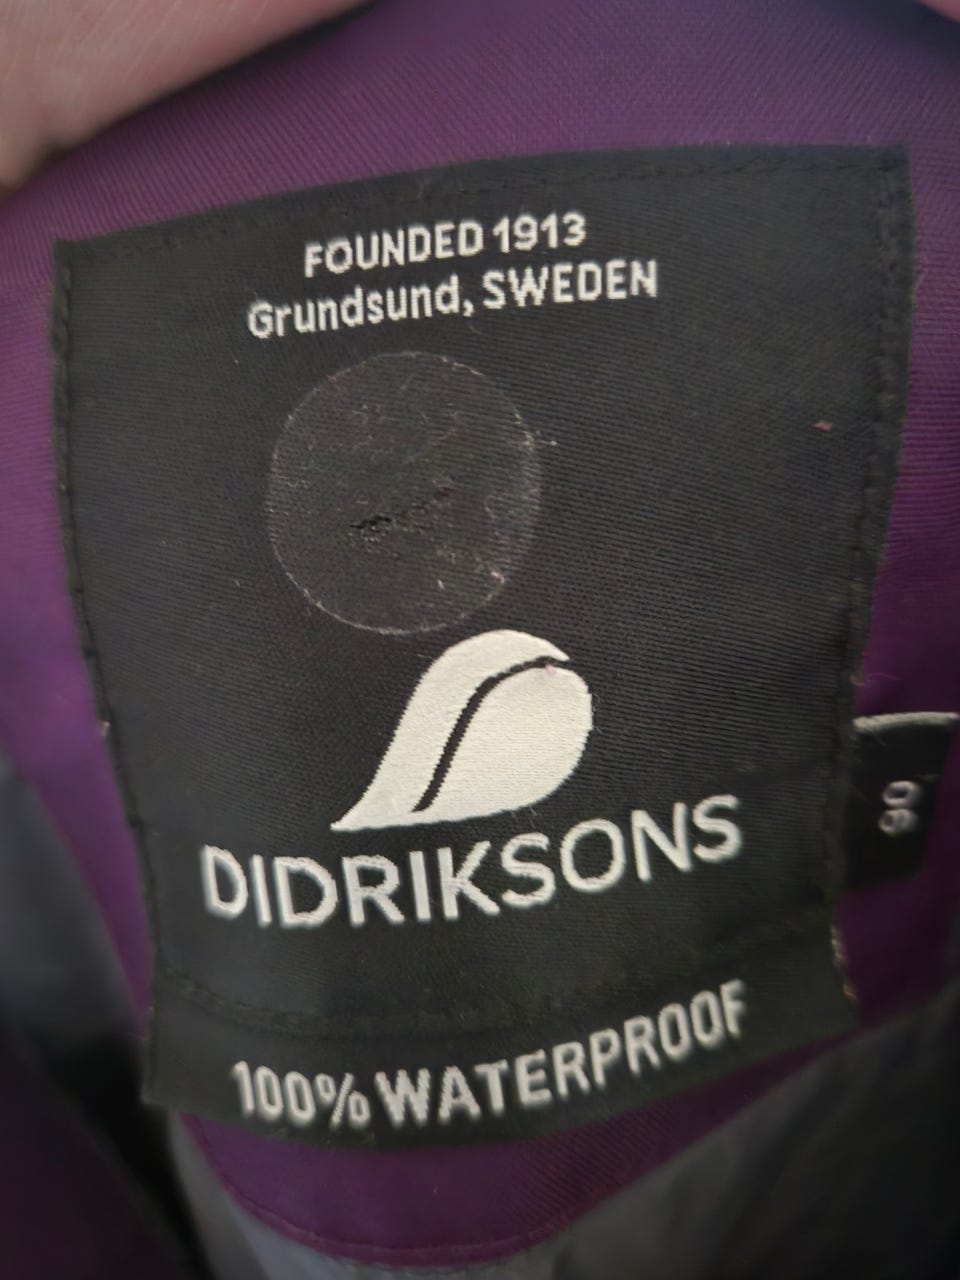 FOUNDED 1913
Grundsund, SWEDEN
DIDRIKSONS
100% WATERPROOF